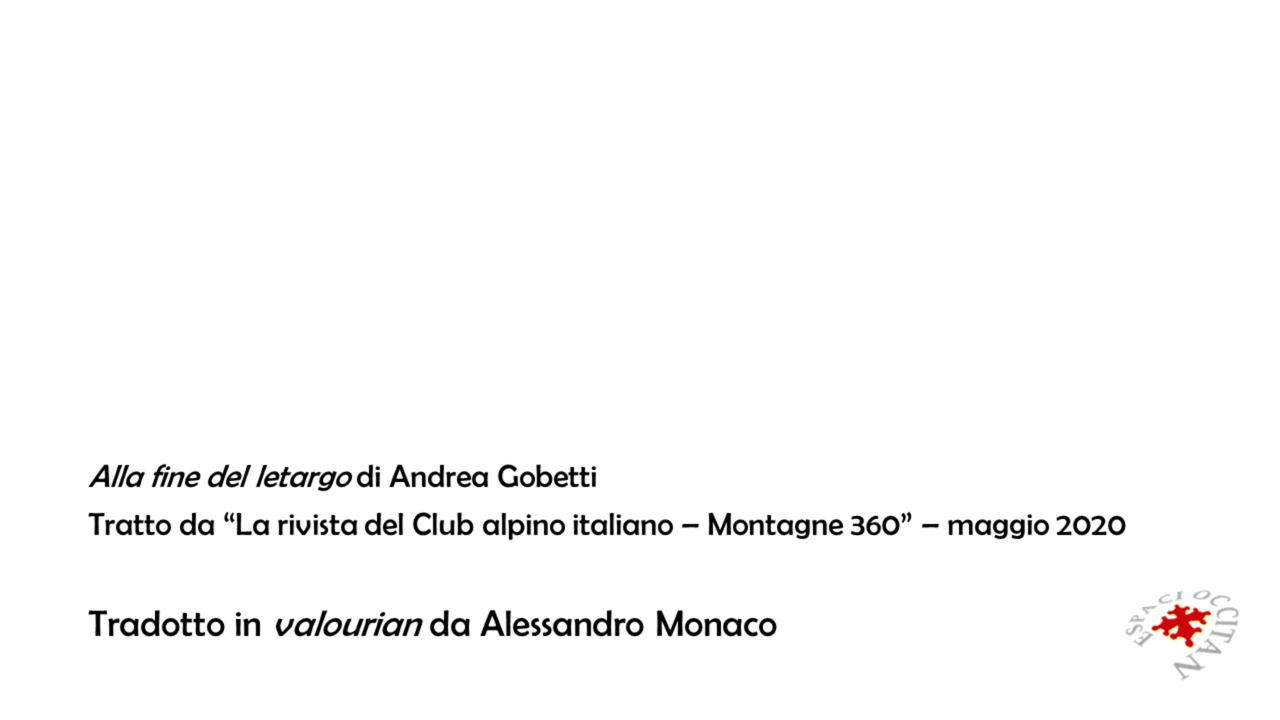 Alla fine del letargo di Andrea Gobetti
Tratto da “La rivista del Club alpino italiano – Montagne 360” – maggio 2020
Tradotto in valourian da Alessandro Monaco
ESPACI OCCITAN